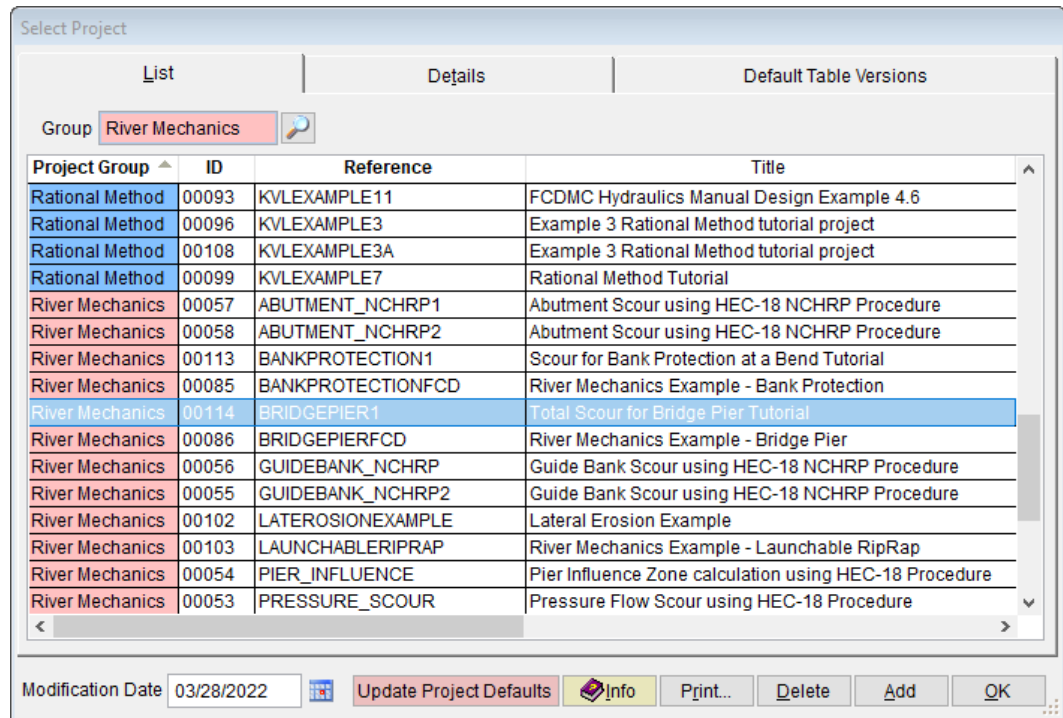 Select Project
List Details Default Table Versions
Group River Mechanics
Project Group ID Reference Title
Rational Method 00093 KVLEXAMPLE11 FCDMC Hydraulics Manual Design Example 4.6
Rational Method 00096 KVLEXAMPLE3 Example 3 Rational Method tutorial project
Rational Method 00108 KVLEXAMPLE3A Example 3 Rational Method tutorial project
Rational Method 00099 KVLEXAMPLE7 Rational Method Tutorial
River Mechanics 00057 ABUTMENT_NCHRP1 Abutment Scour using HEC-18 NCHRP Procedure
River Mechanics 00058 ABUTMENT_NCHRP2 Abutment Scour using HEC-18 NCHRP Procedure
River Mechanics 00113 BANKPROTECTION1 Scour for Bank Protection at a Bend Tutorial
River Mechanics 00085 BANKPROTECTIONFCD River Mechanics Example - Bank Protection
River Mechanics 00114 BRIDGEPIER1 Total Scour for Bridge Pier Tutorial
River Mechanics 00086 BRIDGEPIERFCD River Mechanics Example - Bridge Pier
River Mechanics 00056 GUIDEBANK_NCHRP Guide Bank Scour using HEC-18 NCHRP Procedure
River Mechanics 00055 GUIDEBANK_NCHRP2 Guide Bank Scour using HEC-18 NCHRP Procedure
River Mechanics 00102 LATEROSIONEXAMPLE Lateral Erosion Example
River Mechanics 00103 LAUNCHABLERIPRAP River Mechanics Example - Launchable RipRap
River Mechanics 00054 PIER_INFLUENCE Pier Influence Zone calculation using HEC-18 Procedure
River Mechanics 00053 PRESSURE_SCOUR Pressure Flow Scour using HEC-18 Procedure
Modification Date 03/28/2022 Update Project Defaults Info Print... Delete Add OK